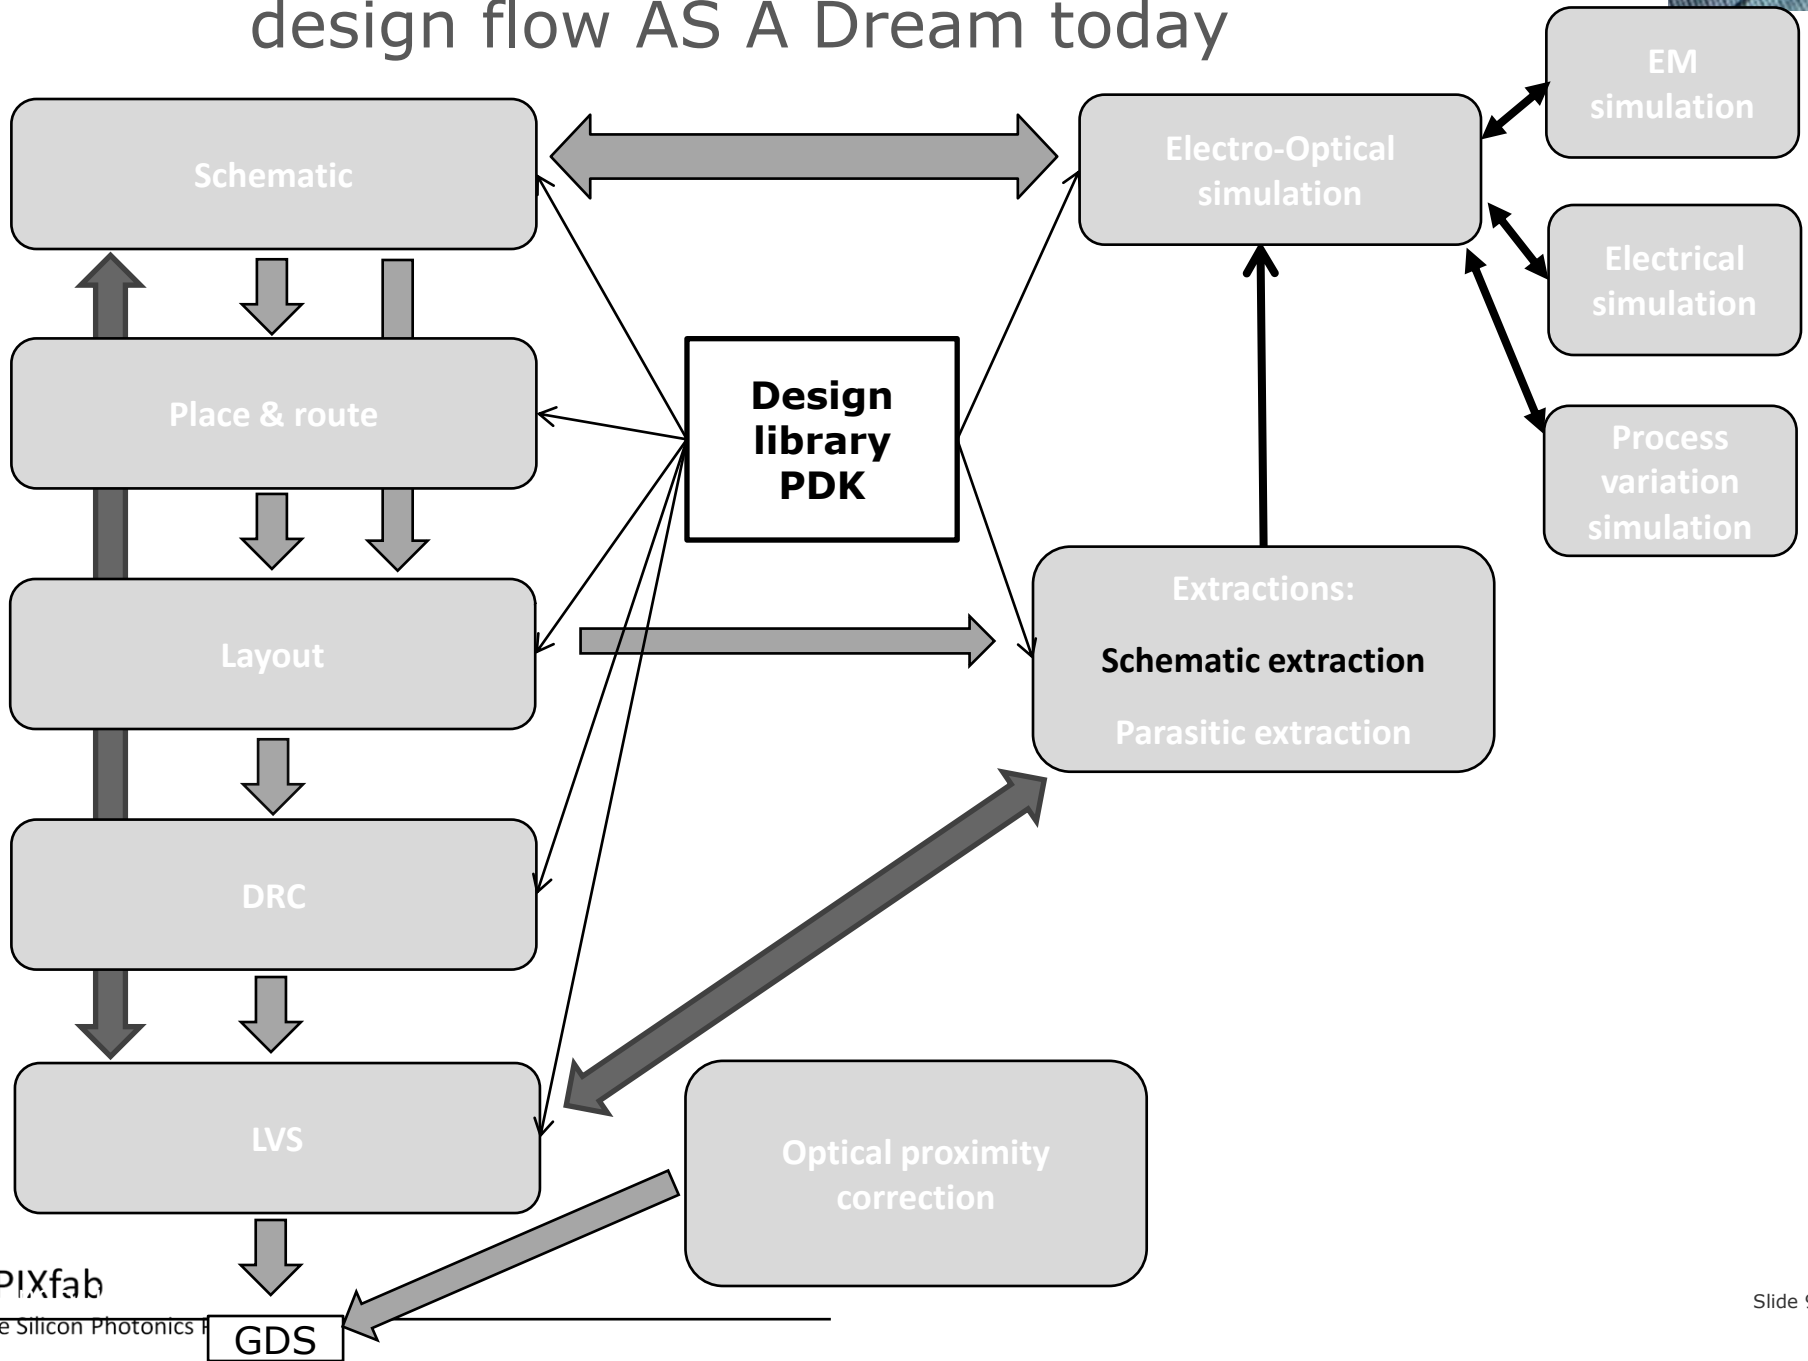 design flow AS A Dream today
EM
simulation
Schematic
Electro-Optical
simulation
Electrical
simulation
Place & route
Design
library
PDK
Process
variation
simulation
Extractions:
Schematic extraction
Parasitic extraction
Layout
DRC
LVS
Optical proximity
correction
PIXfab
e Silicon Photonics
GDS
Slide 9